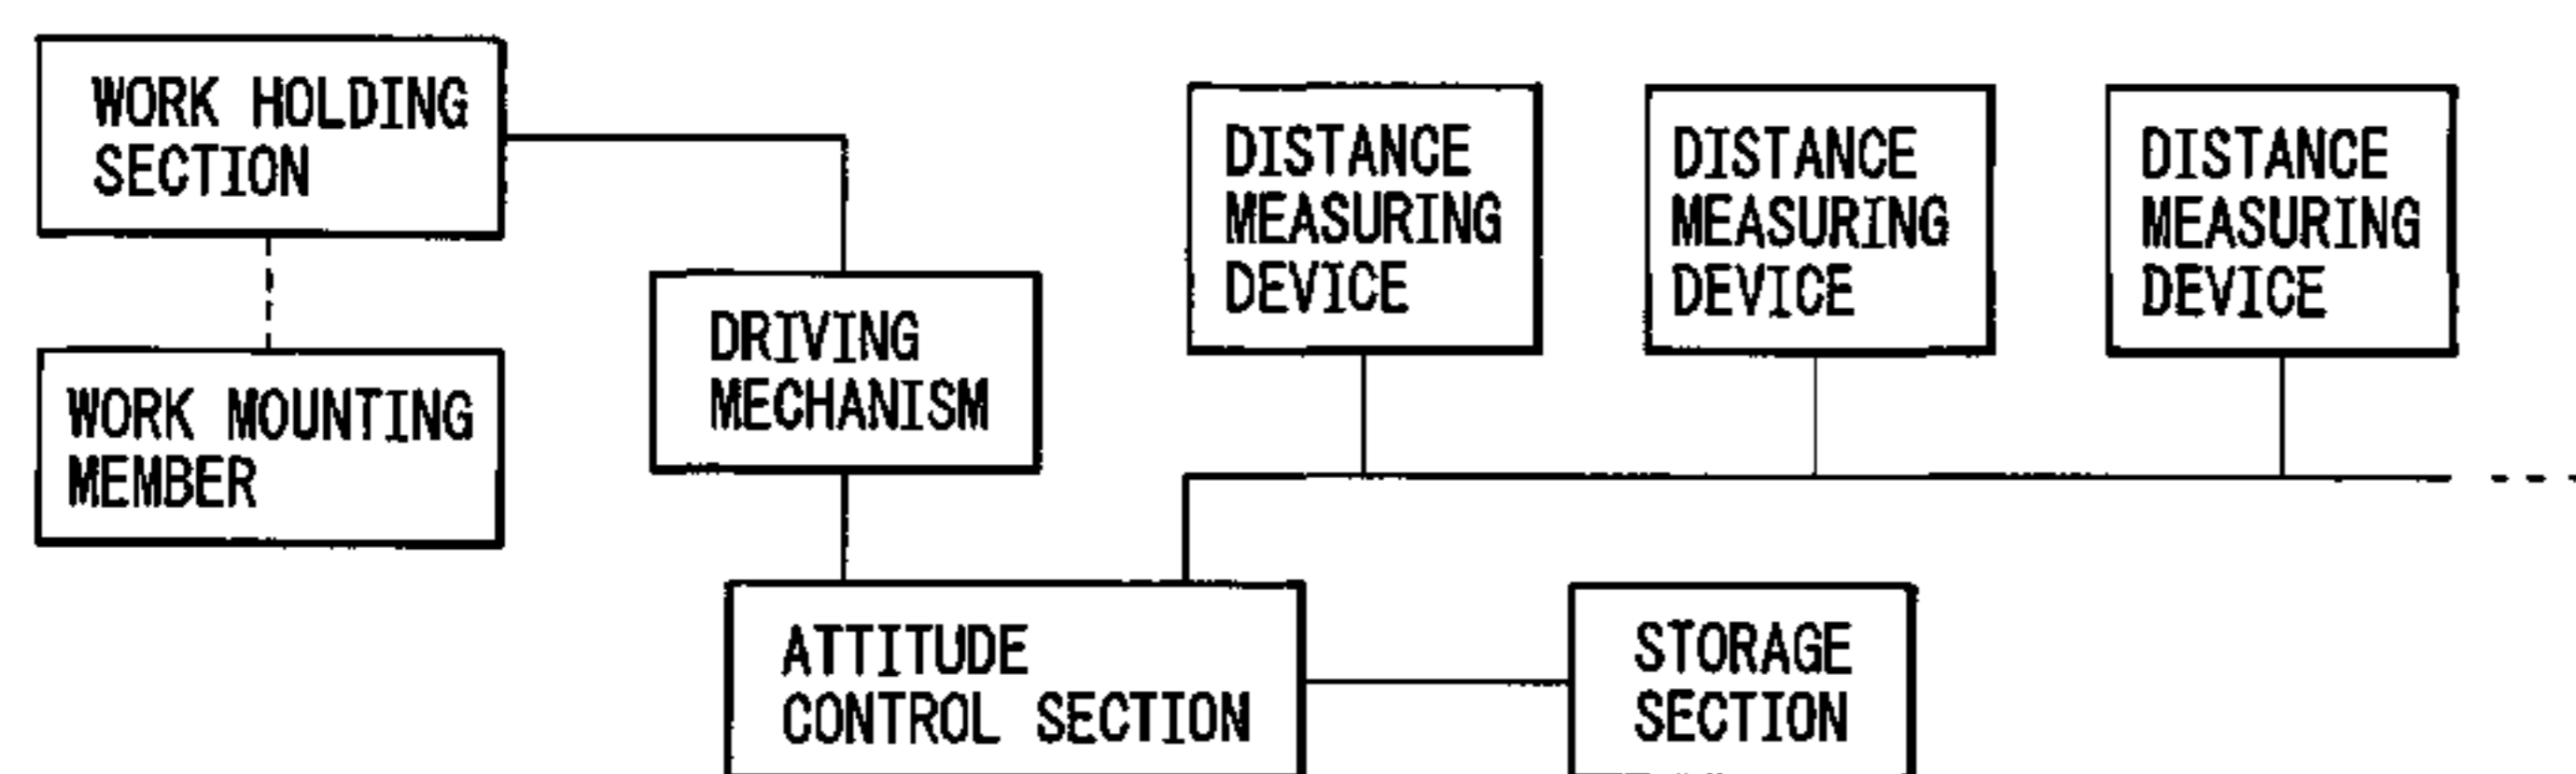 WORK HOLDING
SECTION
WORK MOUNTING
MEMBER
DRIVING
MECHANISM
DISTANCE
MEASURING
DEVICE
DISTANCE
MEASURING
DEVICE
DISTANCE
MEASURING
DEVICE
ATTITUDE
CONTROL SECTION
STORAGE
SECTION